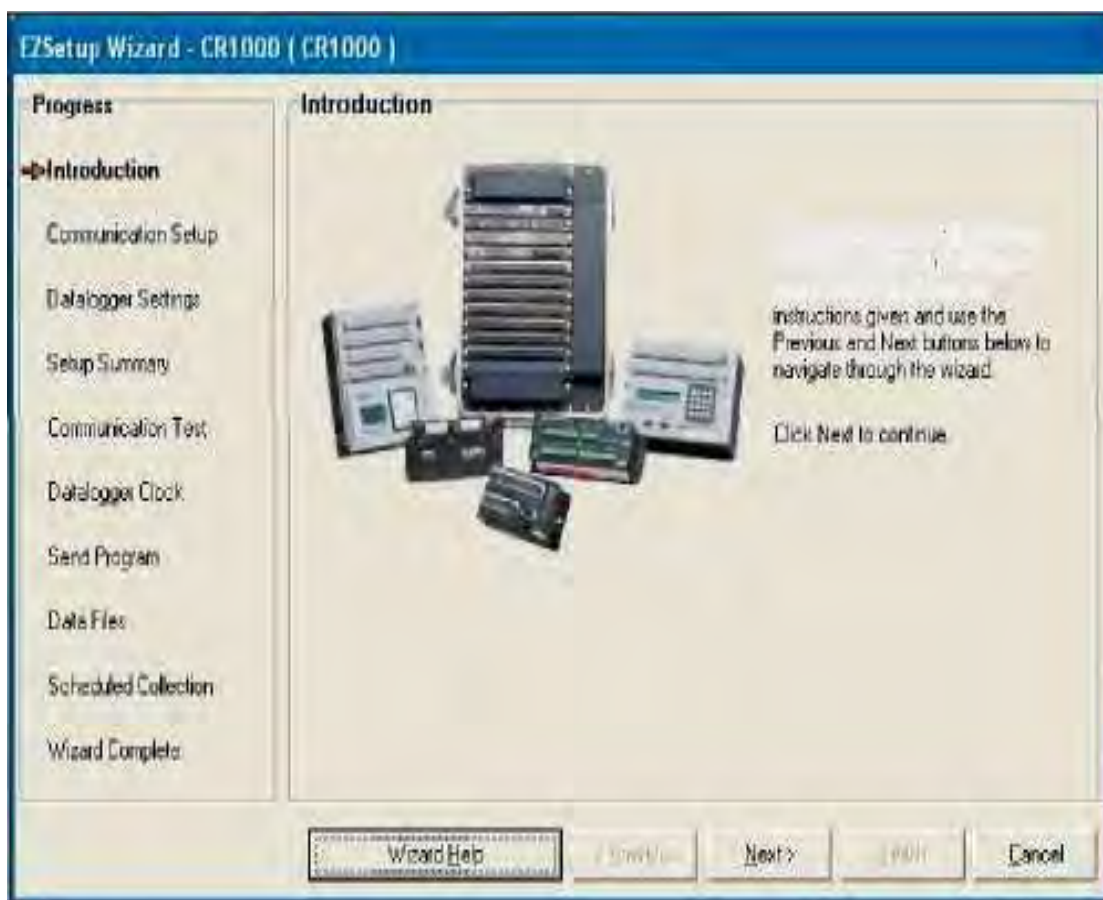 EZSetup Wizard - CR1000 ( CR1000 )
Progress
Introduction
Communication Setup
Datalogger Settings
Setup Summary
Communication Test
Datalogger Clock
Send Program
Data Files
Scheduled Collection
Wizard Complete
Introduction
instructions given and use the
Previous and Next buttons below to
navigate through the wizard.
Click Next to continue.
Wizard Help
Next >
Cancel